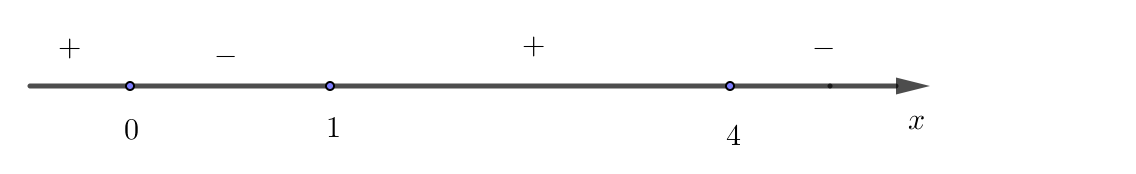 + − + −
0 1 4 x